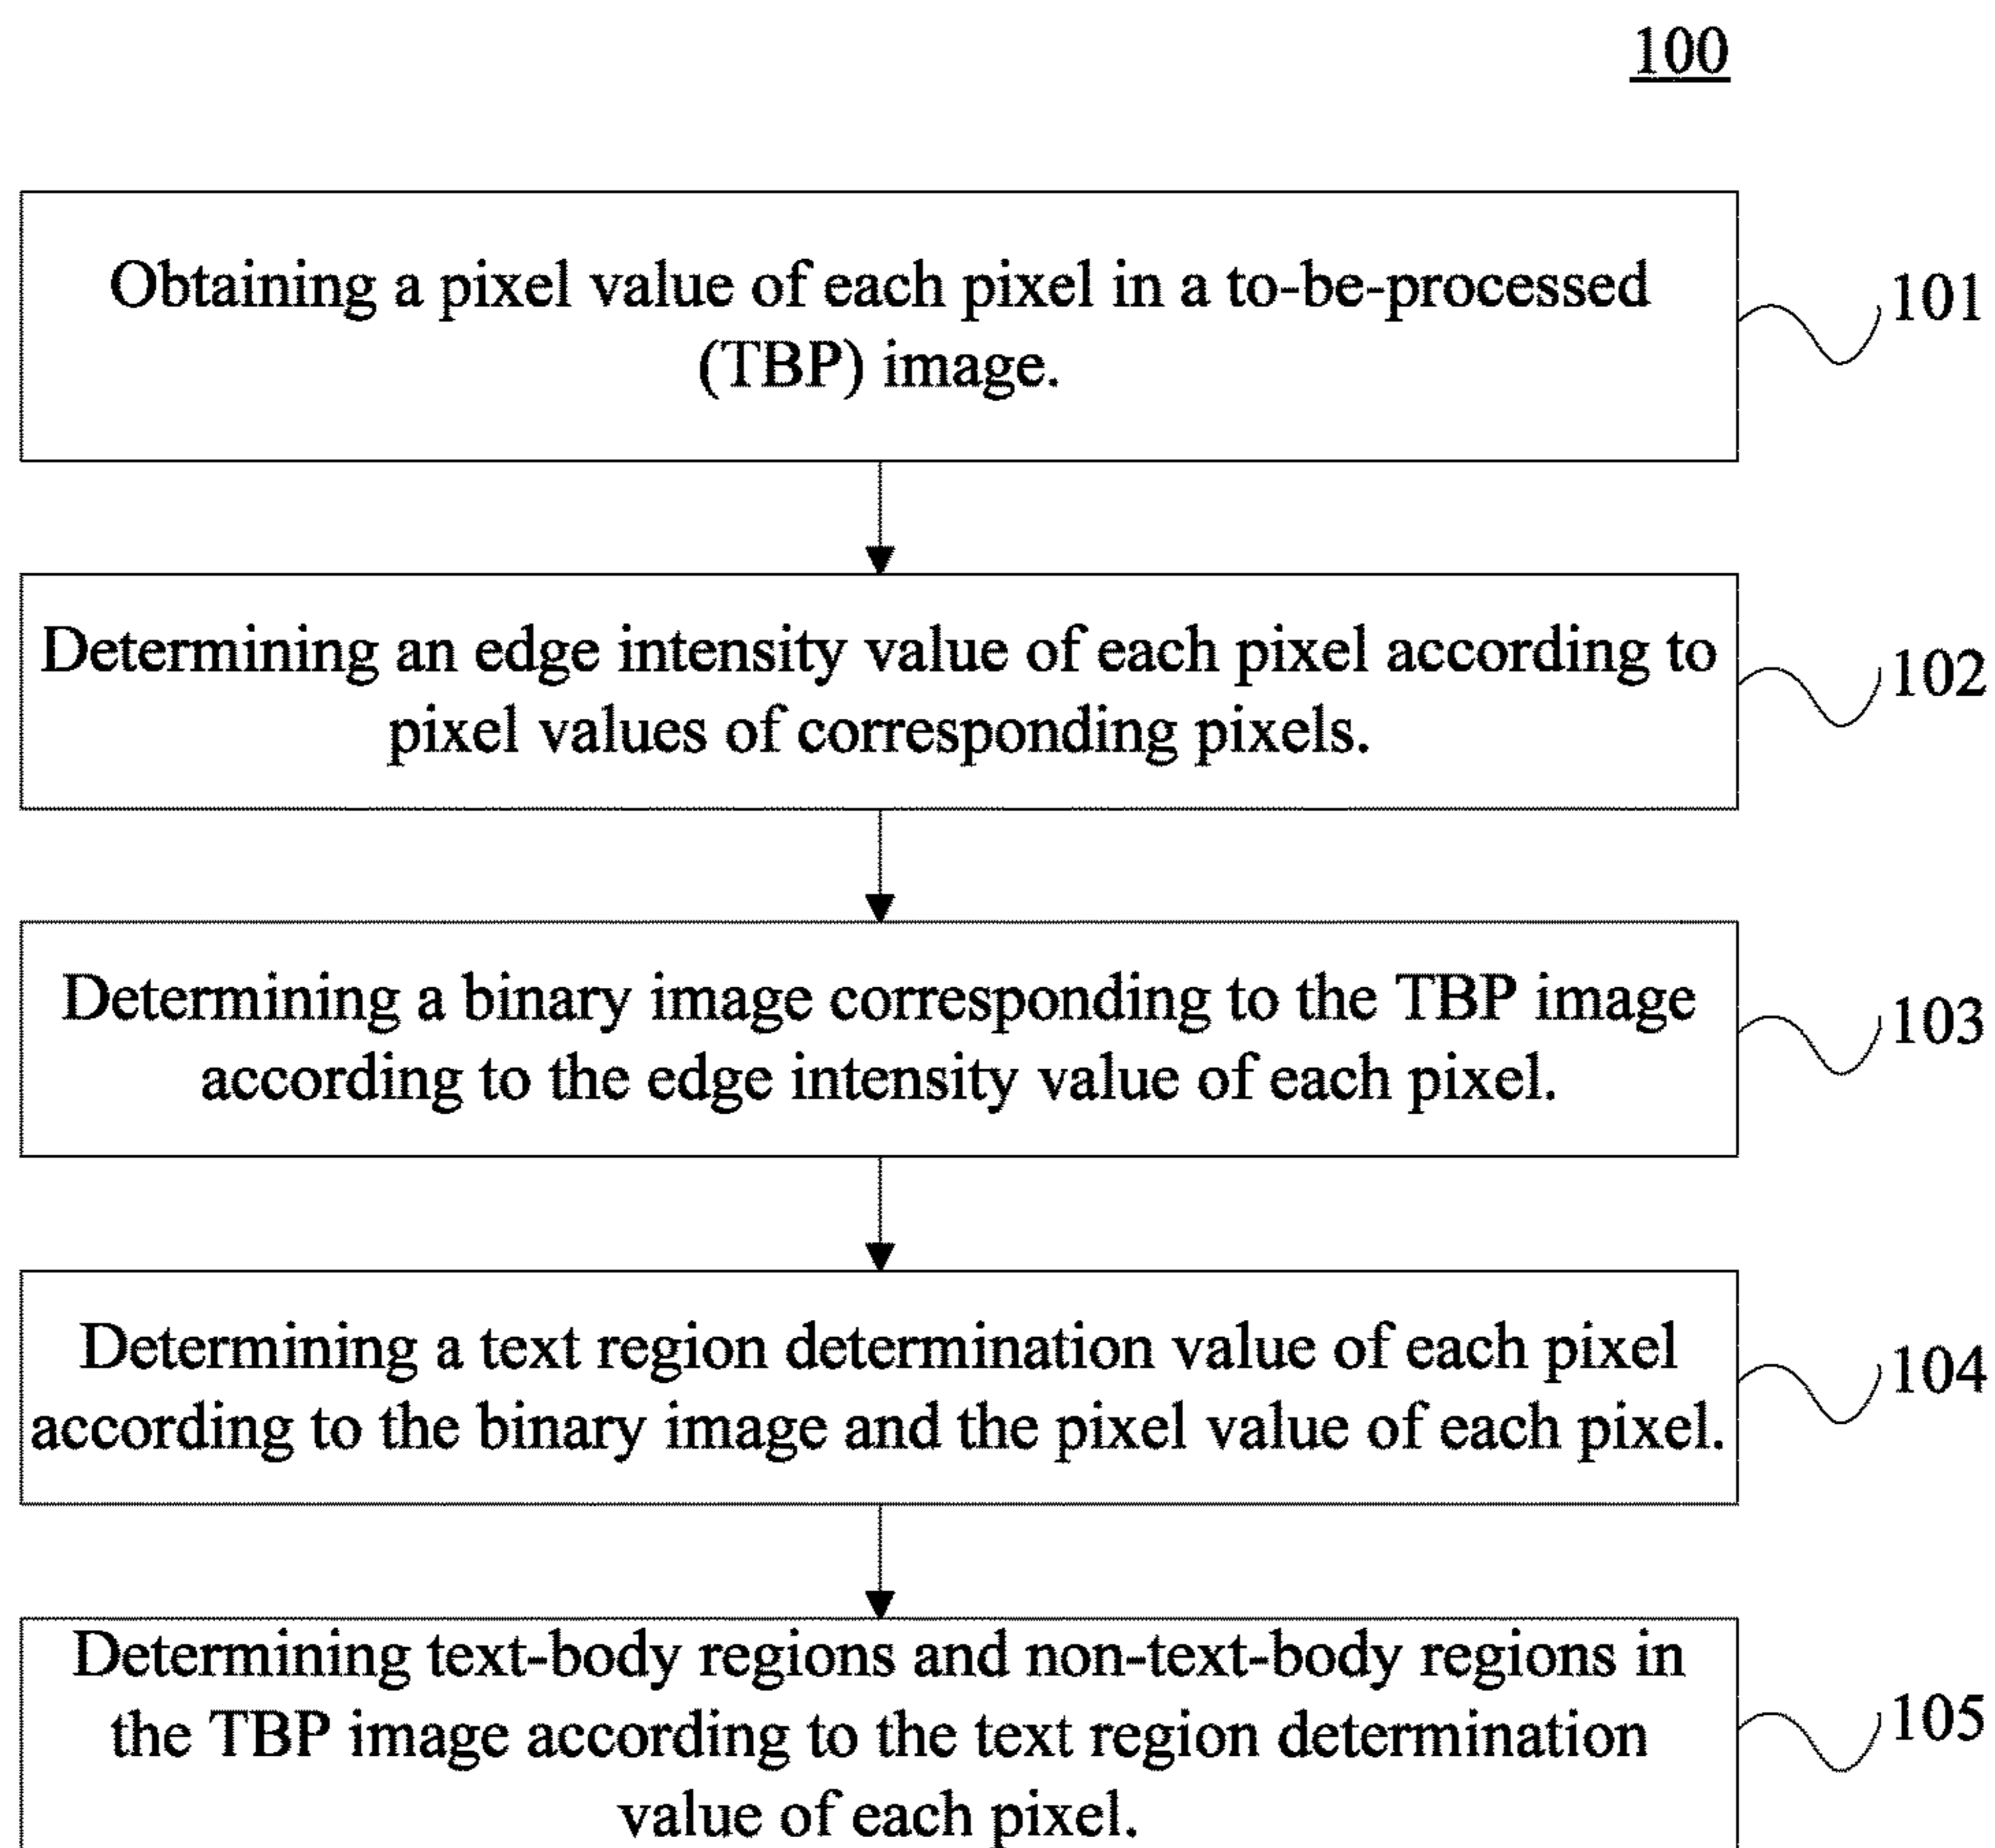 100
Obtaining a pixel value of each pixel in a to-be-processed
(TBP) image.
101
Determining an edge intensity value of each pixel according to
pixel values of corresponding pixels.
102
Determining a binary image corresponding to the TBP image
according to the edge intensity value of each pixel.
103
Determining a text region determination value of each pixel
according to the binary image and the pixel value of each pixel.
104
Determining text-body regions and non-text-body regions in
the TBP image according to the text region determination
value of each pixel.
105